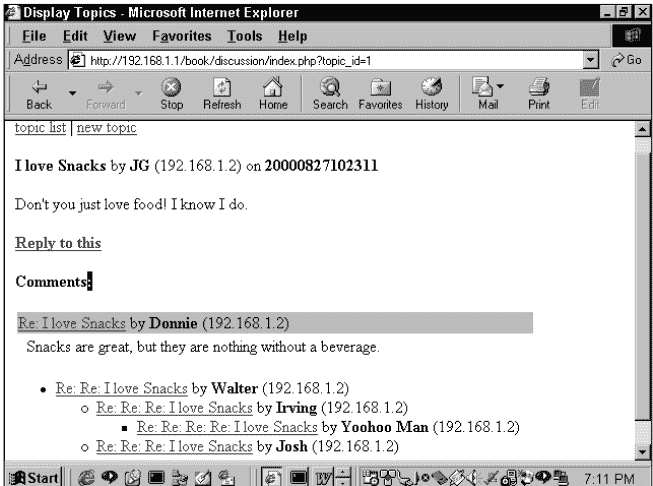 Display Topics - Microsoft Internet Explorer
File Edit View Favorites Tools Help
Address http://192.168.1.1/book/discussion/index.php?topic_id=1 Go
Back Forward Stop Refresh Home Search Favorites History Mail Print Edit
topic list | new topic
I love Snacks by JG (192.168.1.2) on 20000827102311
Don't you just love food! I know I do.
Reply to this
Comments:
Re: I love Snacks by Donnie (192.168.1.2)
Snacks are great, but they are nothing without a beverage.
Re: Re: I love Snacks by Walter (192.168.1.2)
Re: Re: Re: I love Snacks by Irving (192.168.1.2)
Re: Re: Re: Re: I love Snacks by Yoohoo Man (192.168.1.2)
Re: Re: Re: I love Snacks by Josh (192.168.1.2)
Start 7:11 PM